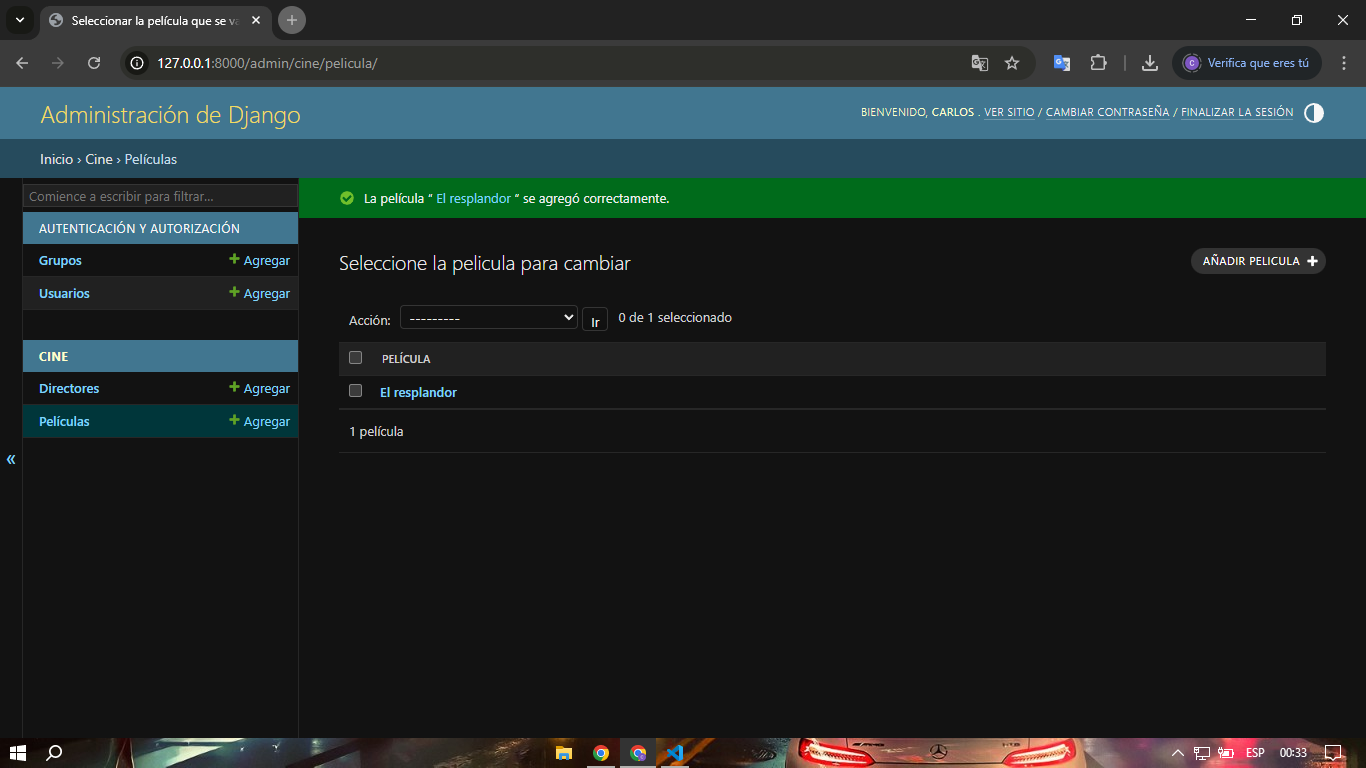 Seleccionar la película que se va
127.0.0.1:8000/admin/cine/pelicula/
Verifica que eres tú
Administración de Django
BIENVENIDO, CARLOS . VER SITIO / CAMBIAR CONTRASEÑA / FINALIZAR LA SESIÓN
Inicio › Cine › Películas
Comience a escribir para filtrar...
AUTENTICACIÓN Y AUTORIZACIÓN
Grupos + Agregar
Usuarios + Agregar
CINE
Directores + Agregar
Películas + Agregar
«
La película “ El resplandor ” se agregó correctamente.
Seleccione la pelicula para cambiar
AÑADIR PELICULA +
Acción: --------- Ir 0 de 1 seleccionado
PELÍCULA
El resplandor
1 película
ESP 00:33